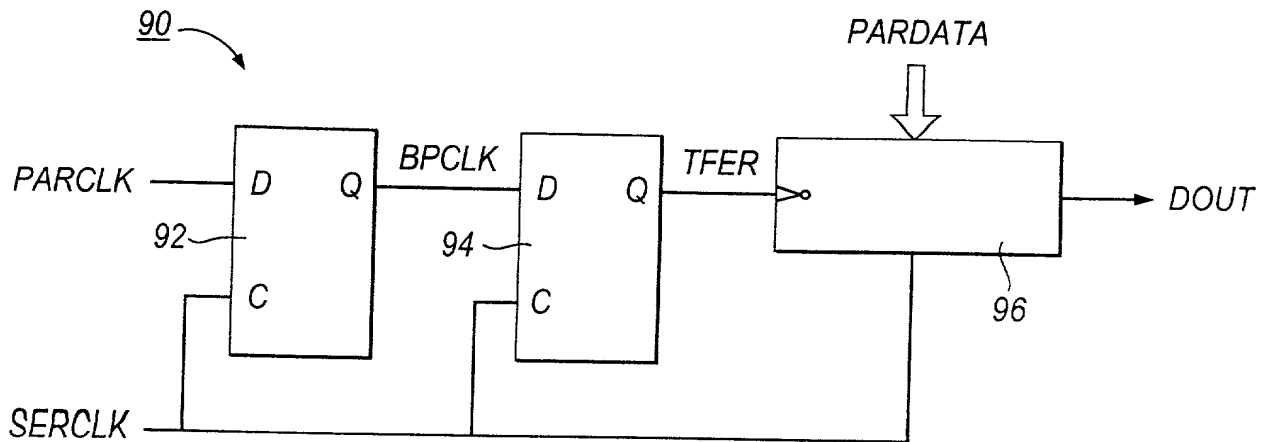 90
PARDATA
PARCLK
D
Q
BPCLK
D
Q
TFER
DOUT
92
94
C
C
96
SERCLK